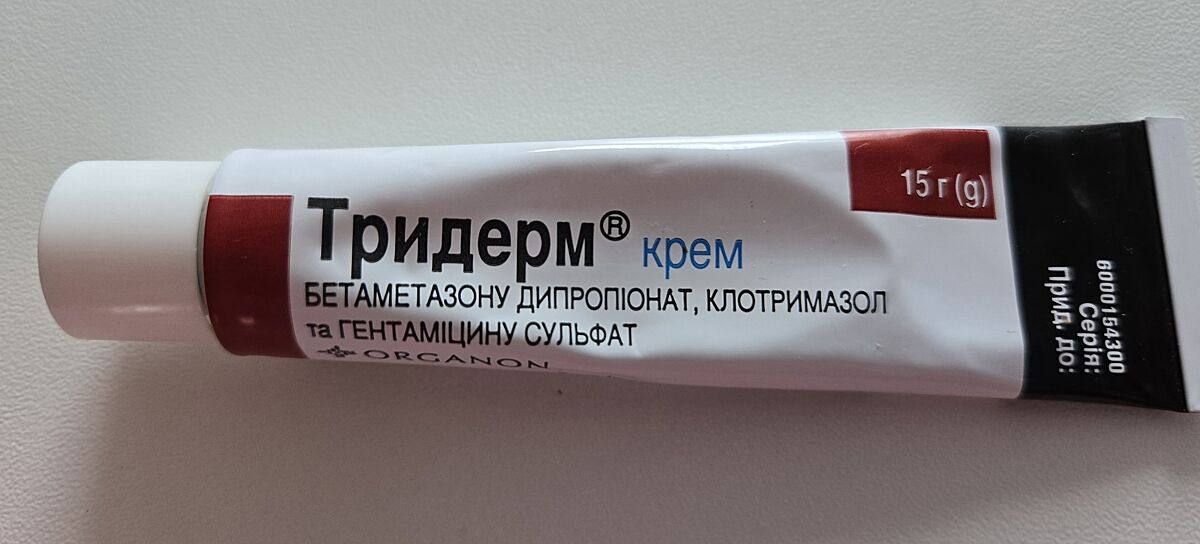 Тридерм® крем
БЕТАМЕТАЗОНУ ДИПРОПІОНАТ, КЛОТРИМАЗОЛ
та ГЕНТАМІЦИНУ СУЛЬФАТ
ORGANON
15 г (g)
6000154300
Серія:
Прид. до: